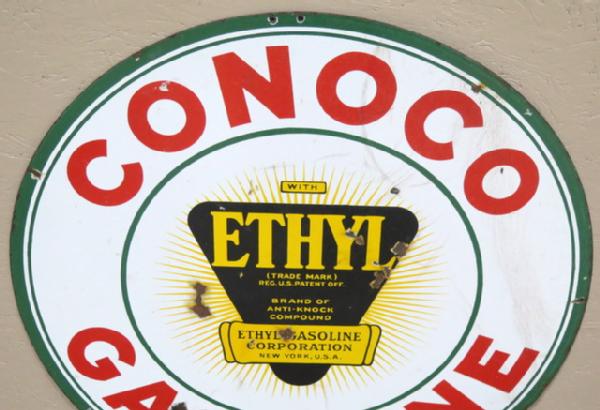 CONOCO
WITH
ETHYL
(TRADE MARK)
REG. U.S. PATENT OFF.
BRAND OF
ANTI-KNOCK
COMPOUND
ETHYL GASOLINE
CORPORATION
NEW YORK, U.S.A.